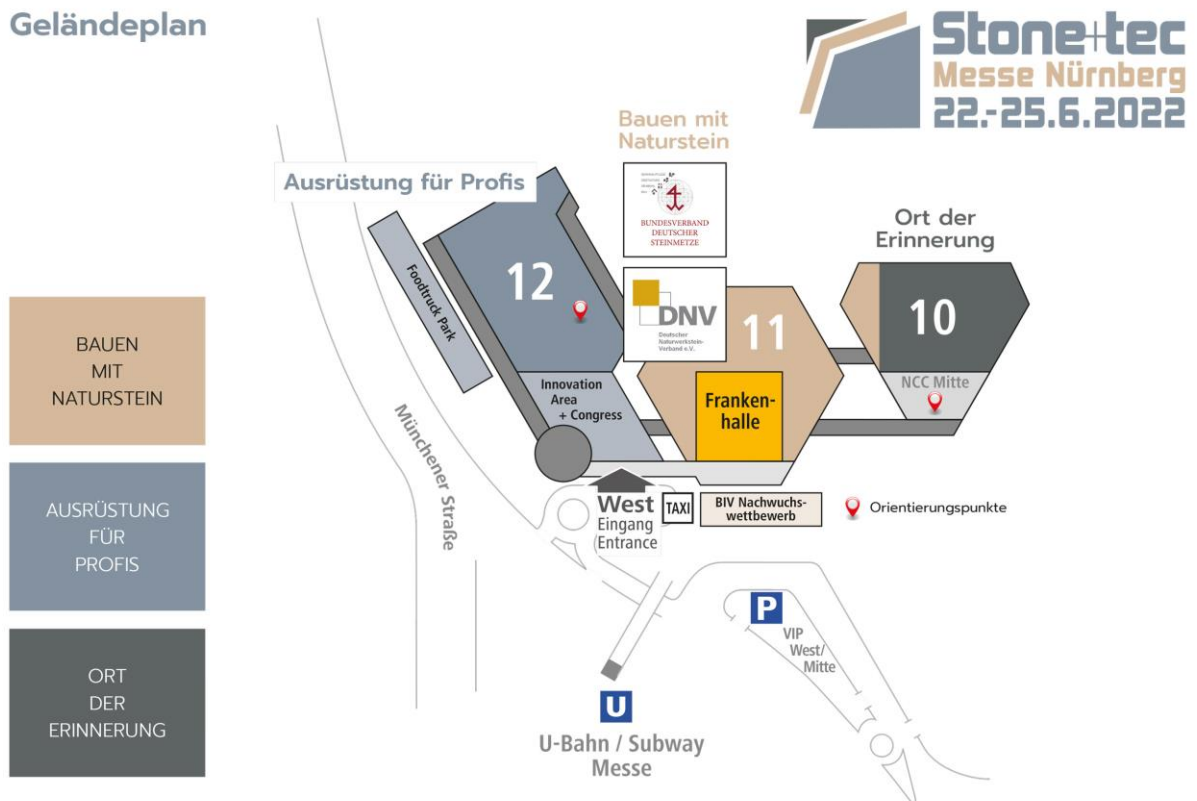 Geländeplan
Stone+tec
Messe Nürnberg
22.-25.6.2022
Bauen mit
Naturstein
Ausrüstung für Profis
BUNDESVERBAND
DEUTSCHER
STEINMETZE
Ort der
Erinnerung
12
Foodtruck Park
DNV
Deutscher
Naturwerkstein-
Verband e.V.
11
10
BAUEN
MIT
NATURSTEIN
Innovation
Area
+ Congress
Franken-
halle
NCC Mitte
Münchener Straße
AUSRÜSTUNG
FÜR
PROFIS
West
Eingang
Entrance
TAXI
BIV Nachwuchs-
wettbewerb
Orientierungspunkte
P
VIP
West/
Mitte
ORT
DER
ERINNERUNG
U
U-Bahn / Subway
Messe